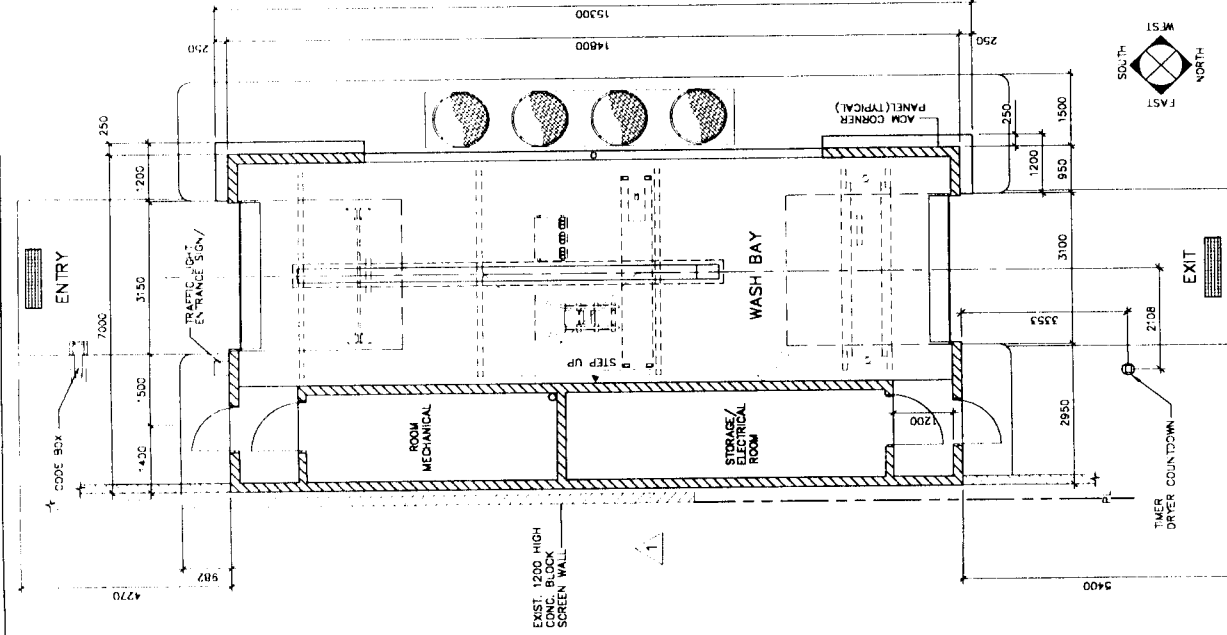 15300
14800
250
250
SOUTH
WEST
EAST
NORTH
ACM CORNER
PANEL(TYPICAL)
250
1500
1200
950
250
1200
ENTRY
3150
7000
TRAFFIC LIGHT
ENTRANCE SIGN/
CODE BOX
1500
1400
WASH BAY
STEP UP
3100
EXIT
3353
2108
ROOM
MECHANICAL
STORAGE/
ELECTRICAL
ROOM
1200
2950
TIMER
DRYER COUNTDOWN
EXIST. 1200 HIGH
CONC. BLOCK
SCREEN WALL
1
982
4270
5400